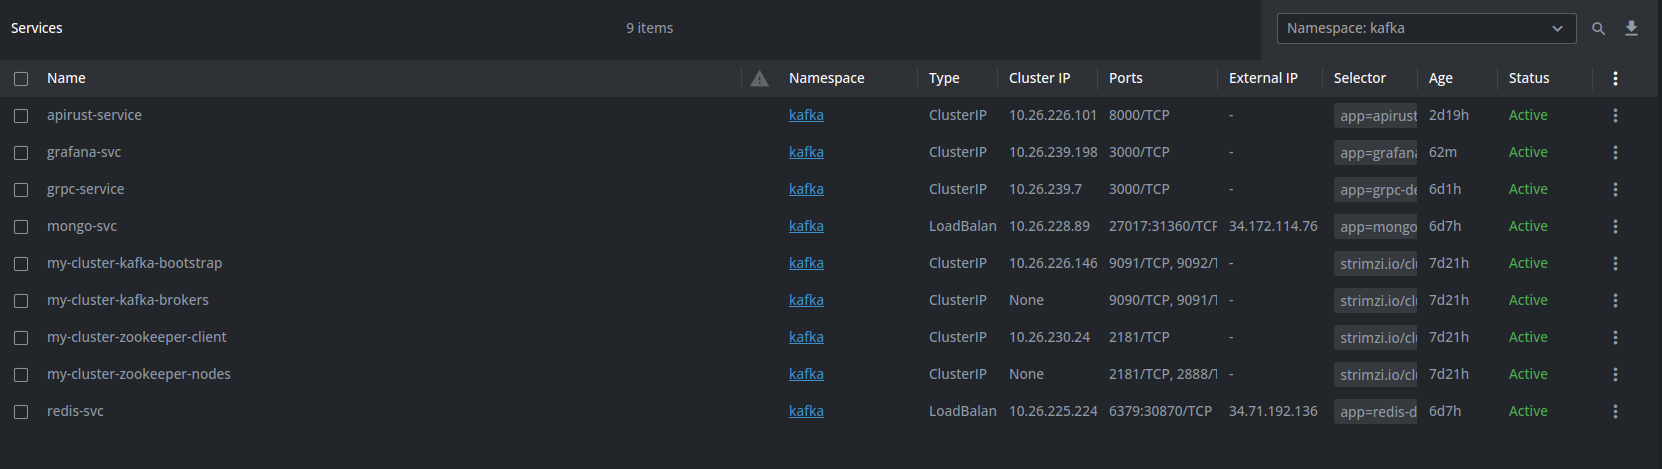 Services 9 items Namespace: kafka
Name Namespace Type Cluster IP Ports External IP Selector Age Status
apirust-service kafka ClusterIP 10.26.226.101 8000/TCP - app=apirust 2d19h Active
grafana-svc kafka ClusterIP 10.26.239.198 3000/TCP - app=grafana 62m Active
grpc-service kafka ClusterIP 10.26.239.7 3000/TCP - app=grpc-de 6d1h Active
mongo-svc kafka LoadBalan 10.26.228.89 27017:31360/TCP 34.172.114.76 app=mongo 6d7h Active
my-cluster-kafka-bootstrap kafka ClusterIP 10.26.226.146 9091/TCP, 9092/T - strimzi.io/cl 7d21h Active
my-cluster-kafka-brokers kafka ClusterIP None 9090/TCP, 9091/T - strimzi.io/cl 7d21h Active
my-cluster-zookeeper-client kafka ClusterIP 10.26.230.24 2181/TCP - strimzi.io/cl 7d21h Active
my-cluster-zookeeper-nodes kafka ClusterIP None 2181/TCP, 2888/T - strimzi.io/cl 7d21h Active
redis-svc kafka LoadBalan 10.26.225.224 6379:30870/TCP 34.71.192.136 app=redis-d 6d7h Active